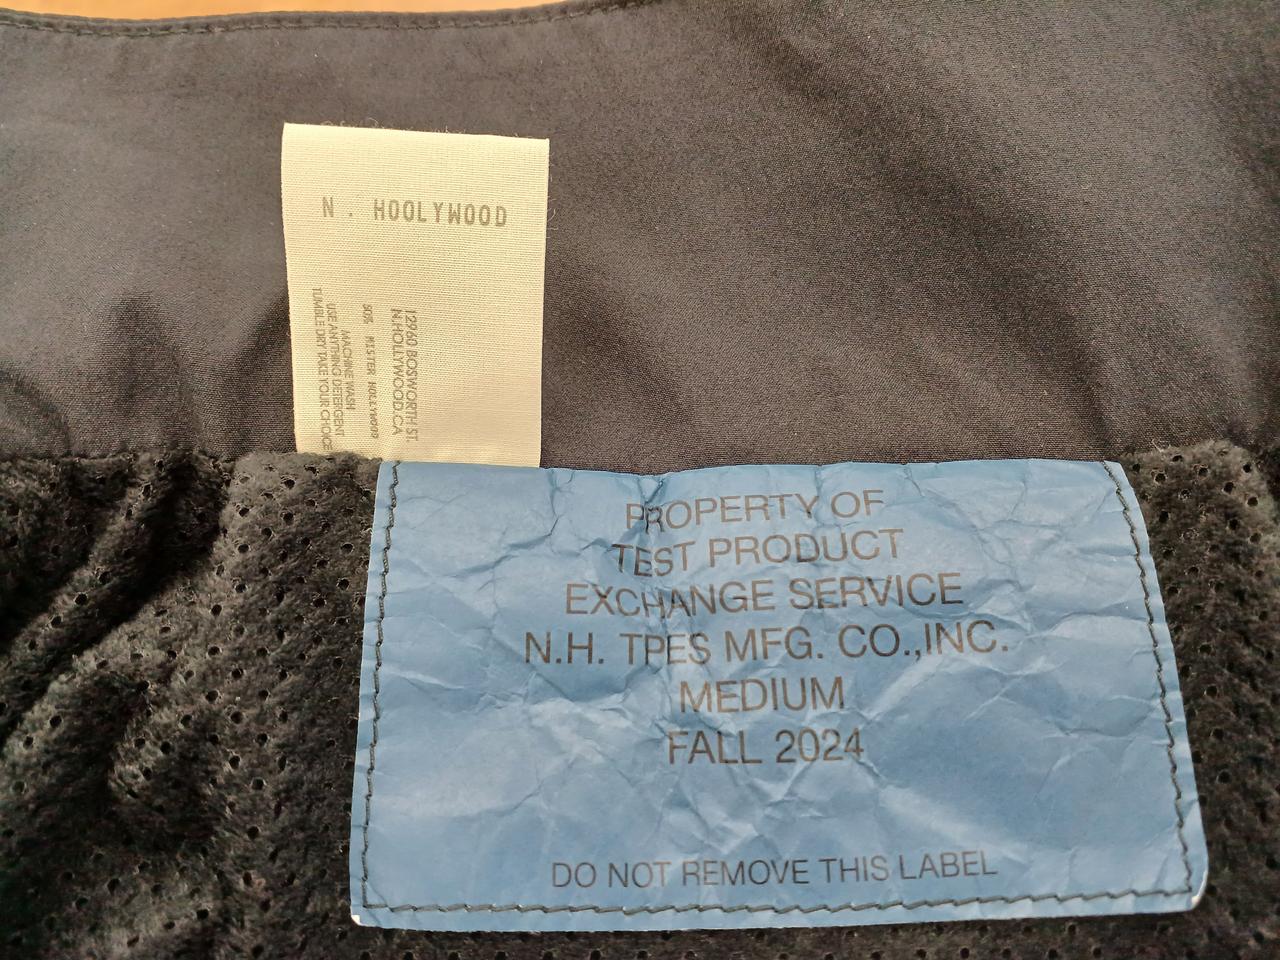 N. HOOLYWOOD
12960 BOSWORTH ST.
N.HOLLYWOOD.CA
50% MISTER HOLLYWOOD
MACHINE WASH
USE ANYTHING DETERGENT
TUMBLE DRY TAKE YOUR CHOICE
PROPERTY OF
TEST PRODUCT
EXCHANGE SERVICE
N.H. TPES MFG. CO.,INC.
MEDIUM
FALL 2024
DO NOT REMOVE THIS LABEL